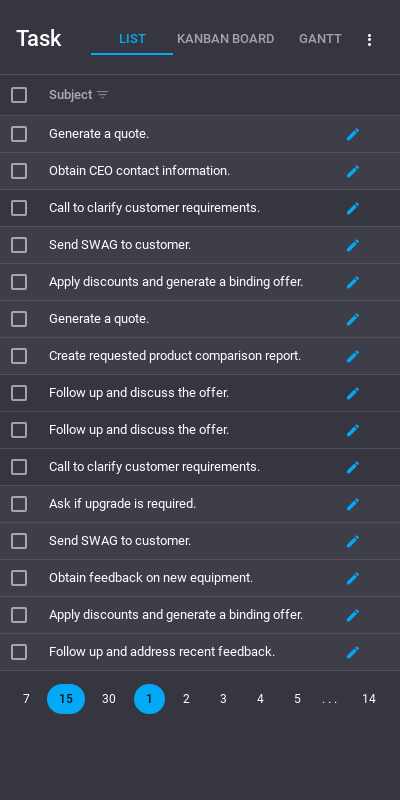 Task LIST KANBAN BOARD GANTT
Subject
Generate a quote.
Obtain CEO contact information.
Call to clarify customer requirements.
Send SWAG to customer.
Apply discounts and generate a binding offer.
Generate a quote.
Create requested product comparison report.
Follow up and discuss the offer.
Follow up and discuss the offer.
Call to clarify customer requirements.
Ask if upgrade is required.
Send SWAG to customer.
Obtain feedback on new equipment.
Apply discounts and generate a binding offer.
Follow up and address recent feedback.
7 15 30 1 2 3 4 5 ... 14